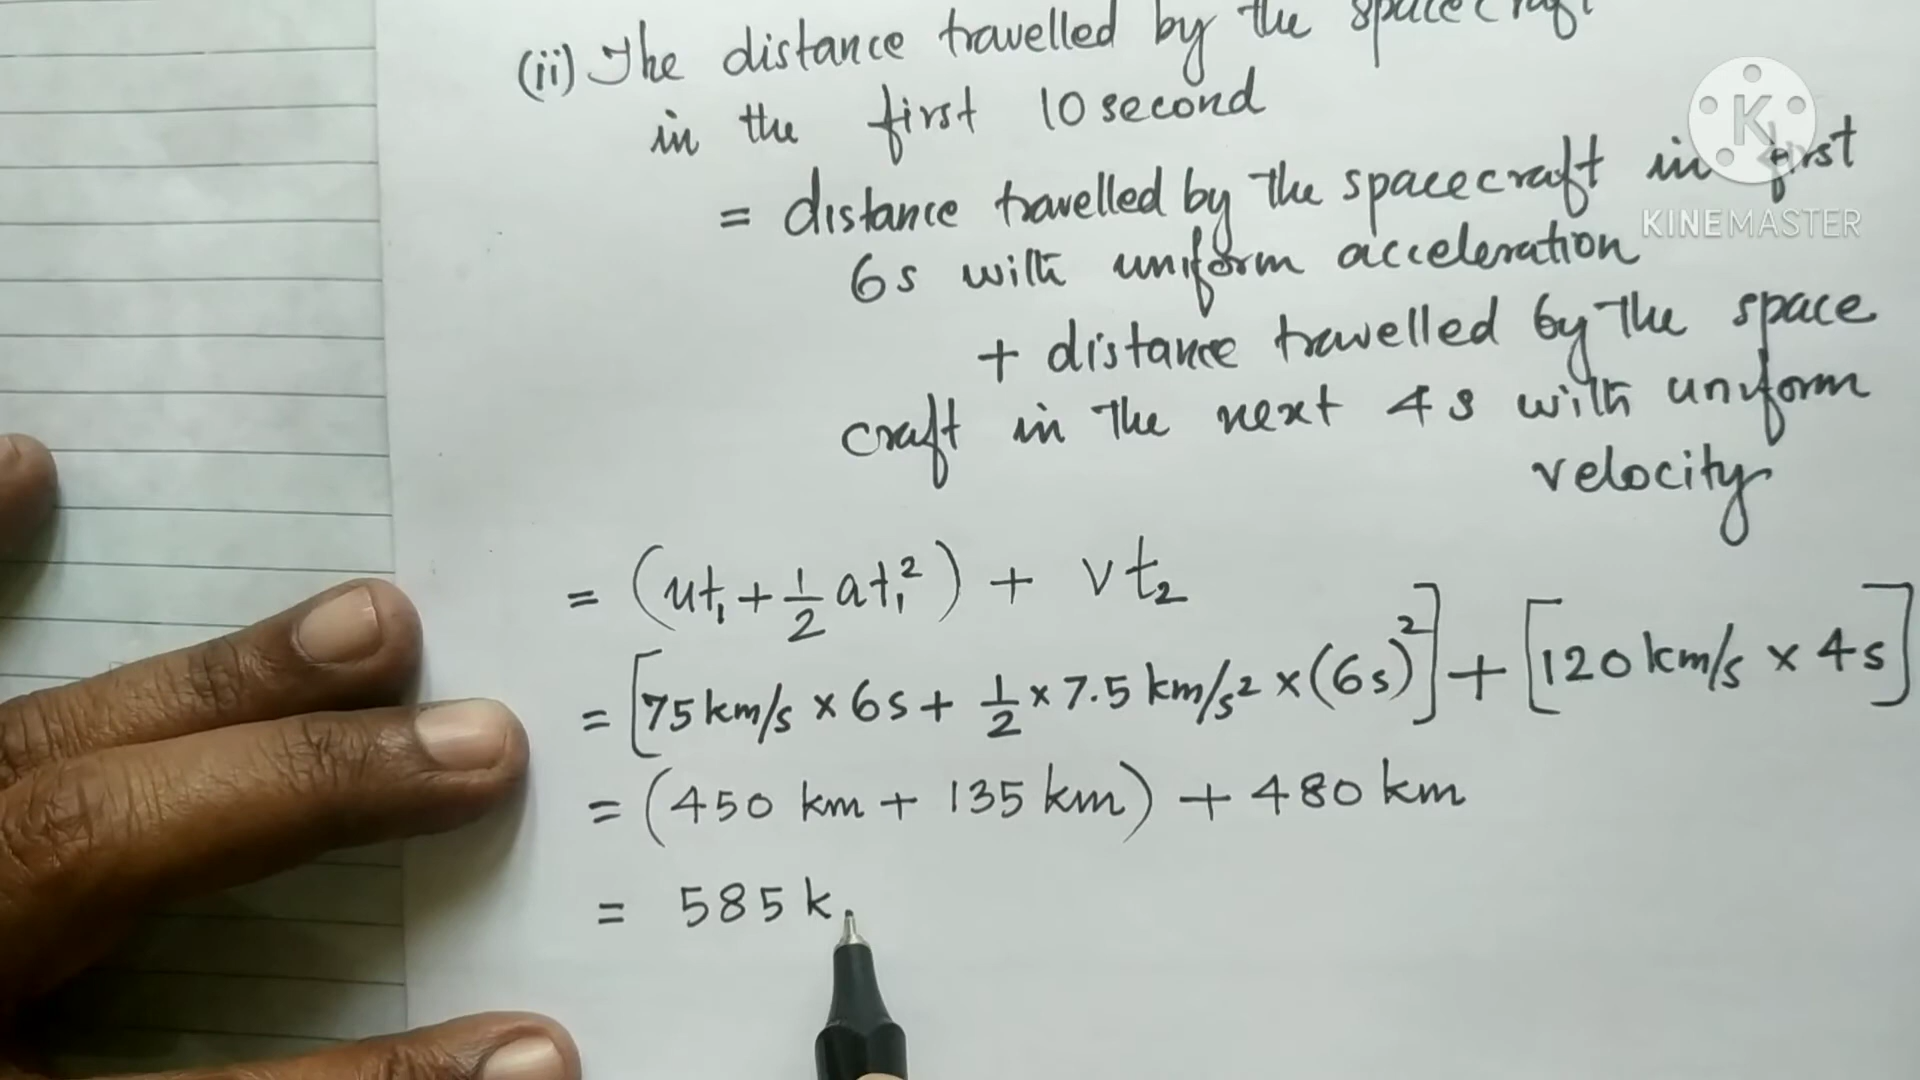 (ii) The distance travelled by the spacecraft
in the first 10 second
= distance travelled by the spacecraft in first
6s with uniform acceleration
+ distance travelled by the space
craft in the next 4s with uniform
velocity
= (ut₁ + 1/2 at₁²) + vt₂
= [75 km/s × 6s + 1/2 × 7.5 km/s² × (6s)²] + [120 km/s × 4s]
= (450 km + 135 km) + 480 km
= 585 k
K
KINEMASTER